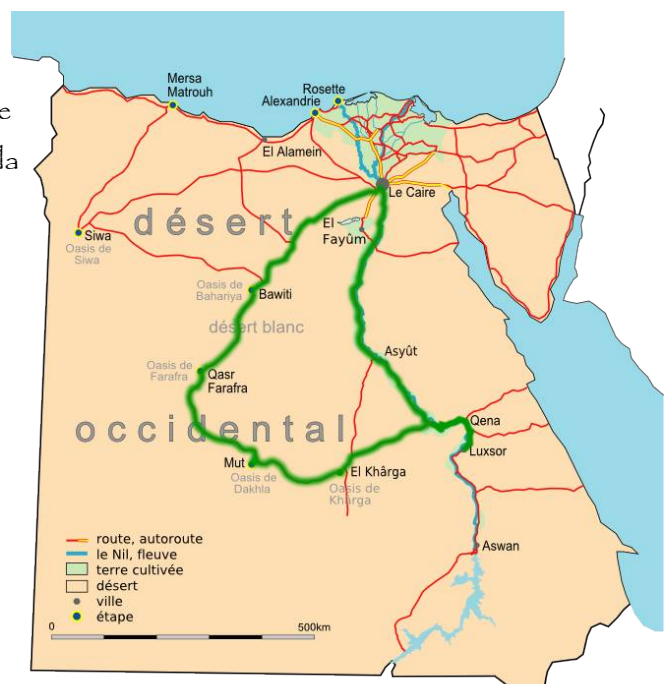 Mersa
Matrouh
Rosette
Alexandrie
e
da
El Alamein
Le Caire
désert
El
Fayûm
Siwa
Oasis de
Siwa
Oasis de
Bahariya
Bawiti
désert blanc
Asyût
Oasis de
Farafra
Qasr
Farafra
occidental
Qena
Luxsor
Mut
Oasis de
Dakhla
El Khârga
Oasis de
Kharga
Aswan
route, autoroute
le Nil, fleuve
terre cultivée
désert
ville
étape
0
500km